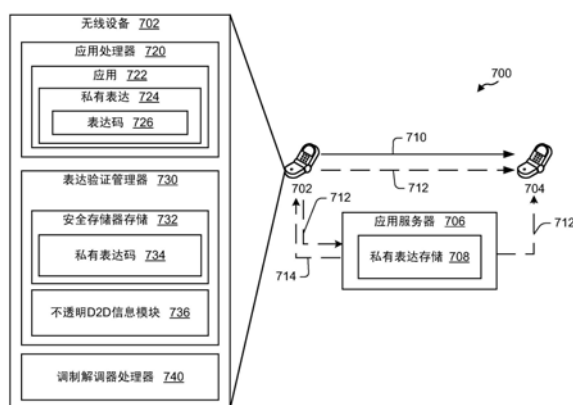 无线设备 702
应用处理器 720
应用 722
私有表达 724
表达码 726
表达验证管理器 730
安全存储器存储 732
私有表达码 734
不透明D2D信息模块 736
调制解调器处理器 740
700
710
702
712
704
712
714
应用服务器 706
私有表达存储 708
712